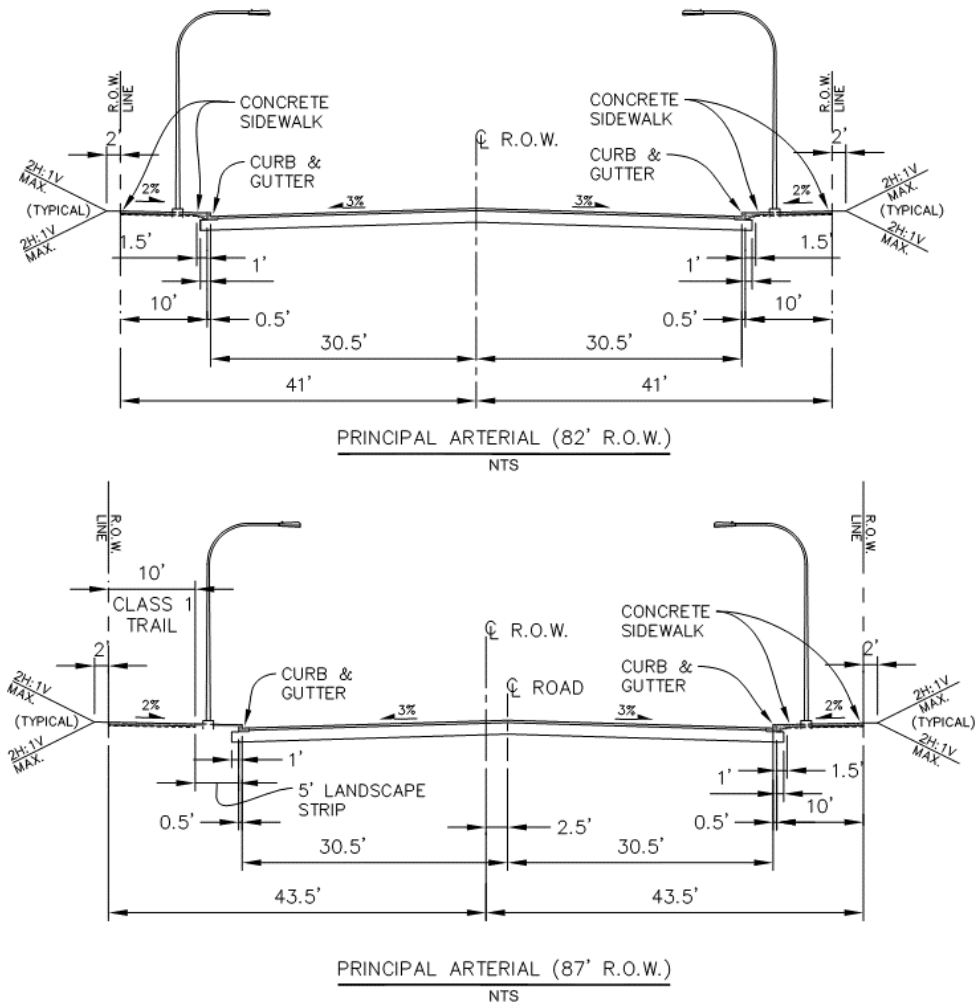 R.O.W.
LINE
CONCRETE
SIDEWALK
CONCRETE
SIDEWALK
R.O.W.
LINE
2'
℄ R.O.W.
2'
CURB &
GUTTER
CURB &
GUTTER
2H:1V
MAX.
2%
3%
3%
2%
2H:1V
MAX.
(TYPICAL)
(TYPICAL)
2H:1V
MAX.
2H:1V
MAX.
1.5'
1'
1'
1.5'
10'
0.5'
0.5'
10'
30.5'
30.5'
41'
41'
PRINCIPAL ARTERIAL (82' R.O.W.)
NTS
R.O.W.
LINE
R.O.W.
LINE
10'
CLASS 1
TRAIL
CONCRETE
SIDEWALK
2'
℄ R.O.W.
2'
CURB &
GUTTER
℄ ROAD
CURB &
GUTTER
2H:1V
MAX.
2%
3%
3%
2%
2H:1V
MAX.
(TYPICAL)
(TYPICAL)
2H:1V
MAX.
2H:1V
MAX.
1'
1'
1.5'
5' LANDSCAPE
STRIP
0.5'
2.5'
0.5'
10'
30.5'
30.5'
43.5'
43.5'
PRINCIPAL ARTERIAL (87' R.O.W.)
NTS